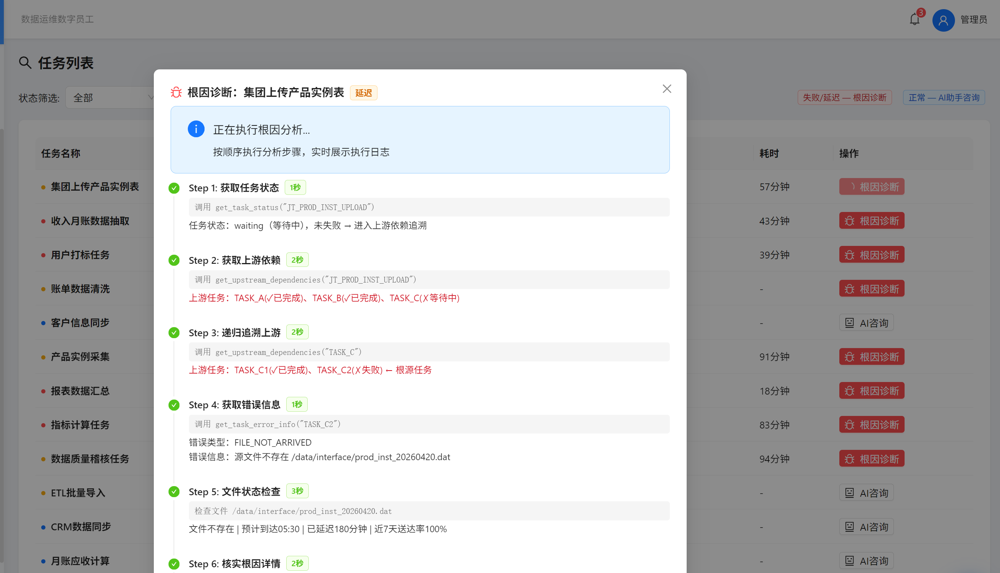 数据运维数字员工
3
管理员
任务列表
状态筛选:
全部
失败/延迟 — 根因诊断
正常 — AI助手咨询
任务名称
耗时
操作
集团上传产品实例表
57分钟
根因诊断
收入月账数据抽取
43分钟
根因诊断
用户打标任务
39分钟
根因诊断
账单数据清洗
-
根因诊断
客户信息同步
-
AI咨询
产品实例采集
91分钟
根因诊断
报表数据汇总
18分钟
根因诊断
指标计算任务
83分钟
根因诊断
数据质量稽核任务
94分钟
根因诊断
ETL批量导入
-
AI咨询
CRM数据同步
-
AI咨询
月账应收计算
-
AI咨询
根因诊断：集团上传产品实例表
延迟
正在执行根因分析...
按顺序执行分析步骤，实时展示执行日志
Step 1: 获取任务状态 1秒
调用 get_task_status("JT_PROD_INST_UPLOAD")
任务状态：waiting（等待中），未失败 → 进入上游依赖追溯
Step 2: 获取上游依赖 2秒
调用 get_upstream_dependencies("JT_PROD_INST_UPLOAD")
上游任务：TASK_A(✓已完成)、TASK_B(✓已完成)、TASK_C(✗等待中)
Step 3: 递归追溯上游 2秒
调用 get_upstream_dependencies("TASK_C")
上游任务：TASK_C1(✓已完成)、TASK_C2(✗失败) ← 根源任务
Step 4: 获取错误信息 1秒
调用 get_task_error_info("TASK_C2")
错误类型：FILE_NOT_ARRIVED
错误信息：源文件不存在 /data/interface/prod_inst_20260420.dat
Step 5: 文件状态检查 3秒
检查文件 /data/interface/prod_inst_20260420.dat
文件不存在 | 预计到达05:30 | 已延迟180分钟 | 近7天送达率100%
Step 6: 核实根因详情 2秒